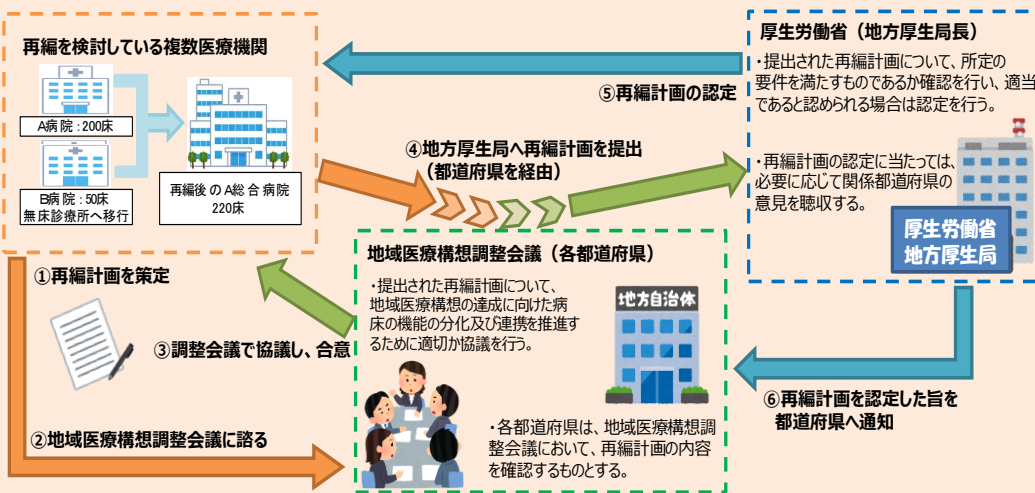 再編を検討している複数医療機関
A病院:200床
B病院:50床
無床診療所へ移行
再編後のA総合病院
220床
①再編計画を策定
②地域医療構想調整会議に諮る
③調整会議で協議し、合意
④地方厚生局へ再編計画を提出
(都道府県を経由)
⑤再編計画の認定
厚生労働省(地方厚生局長)
・提出された再編計画について、所定の
要件を満たすものであるか確認を行い、適当
であると認められる場合は認定を行う。
・再編計画の認定に当たっては、
必要に応じて関係都道府県の
意見を聴収する。
厚生労働省
地方厚生局
地域医療構想調整会議(各都道府県)
・提出された再編計画について、
地域医療構想の達成に向けた病
床の機能の分化及び連携を推進す
るために適切か協議を行う。
地方自治体
・各都道府県は、地域医療構想調
整会議において、再編計画の内容
を確認するものとする。
⑥再編計画を認定した旨を
都道府県へ通知